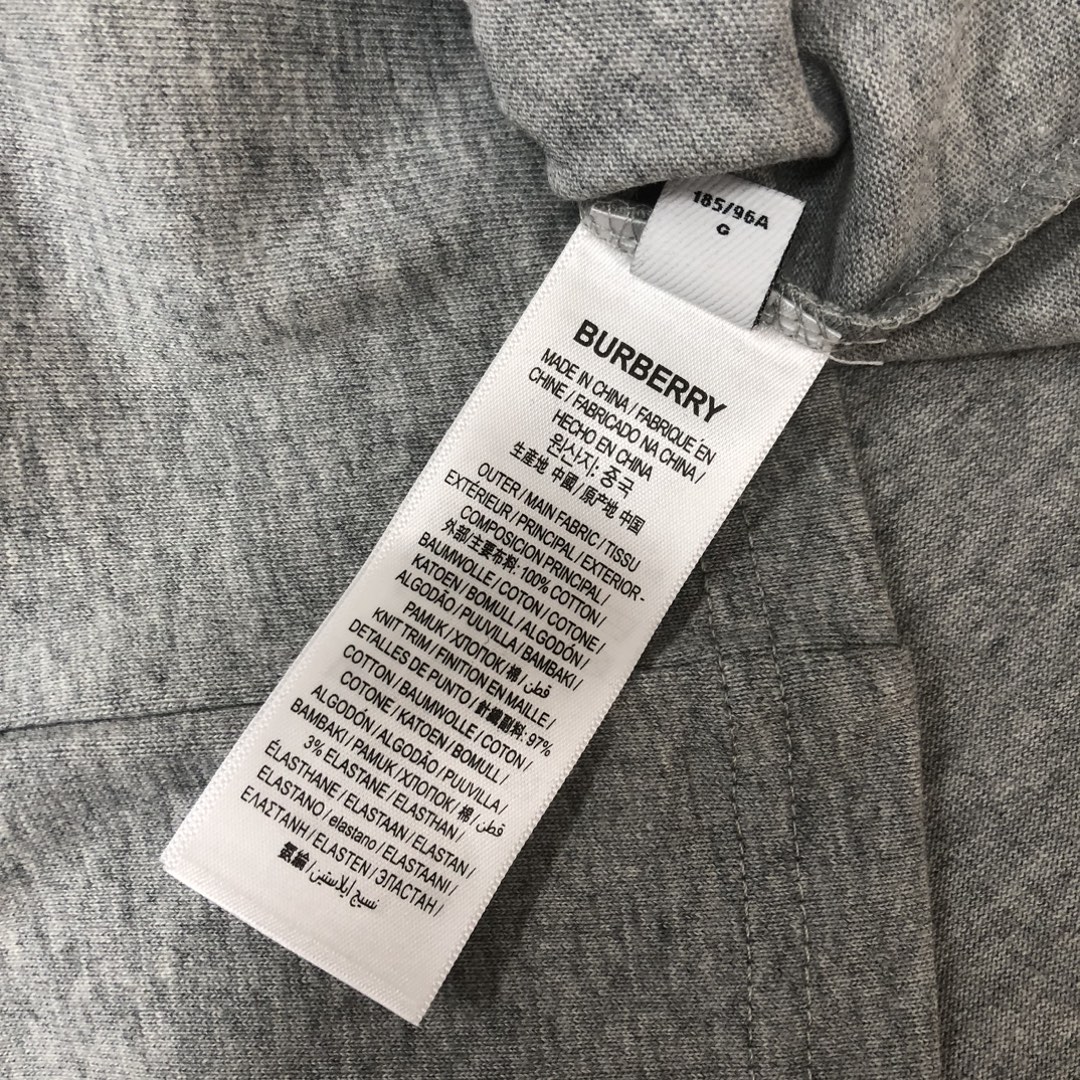 185/96A
G
BURBERRY
MADE IN CHINA / FABRIQUE EN
CHINE / FABRICADO NA CHINA /
HECHO EN CHINA
원산지: 중국
生産地 中國 / 原产地 中国
OUTER / MAIN FABRIC / TISSU
EXTÉRIEUR / PRINCIPAL / EXTERIOR -
COMPOSICION PRINCIPAL /
外部/主要布料: 100% COTTON /
BAUMWOLLE / COTON / COTONE /
KATOEN / BOMULL / ALGODÓN /
ALGODÃO / PUUVILLA / BAMBAKI /
PAMUK / ХЛОПОК / 棉 / قطن /
KNIT TRIM / FINITION EN MAILLE /
DETALLES DE PUNTO / 針織副料: 97%
COTTON / BAUMWOLLE / COTON /
COTONE / KATOEN / BOMULL /
ALGODÓN / ALGODÃO / PUUVILLA /
BAMBAKI / PAMUK / ХЛОПОК / 棉 / قطن /
3% ELASTANE / ELASTHAN /
ÉLASTHANE / ELASTAAN / ELASTAN /
ELASTANO / elastano / ELASTAANI /
ΕΛΑΣΤΑΝΗ / ELASTEN / ЭЛАСТАН /
氨綸 / نسيج إيلاستين /